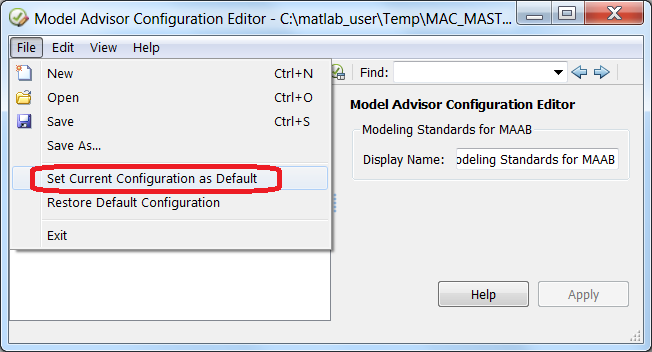 Model Advisor Configuration Editor - C:\matlab_user\Temp\MAC_MAST...
File Edit View Help
New Ctrl+N
Open Ctrl+O
Save Ctrl+S
Save As...
Set Current Configuration as Default
Restore Default Configuration
Exit
Find:
Model Advisor Configuration Editor
Modeling Standards for MAAB
Display Name: odeling Standards for MAAB
Help Apply